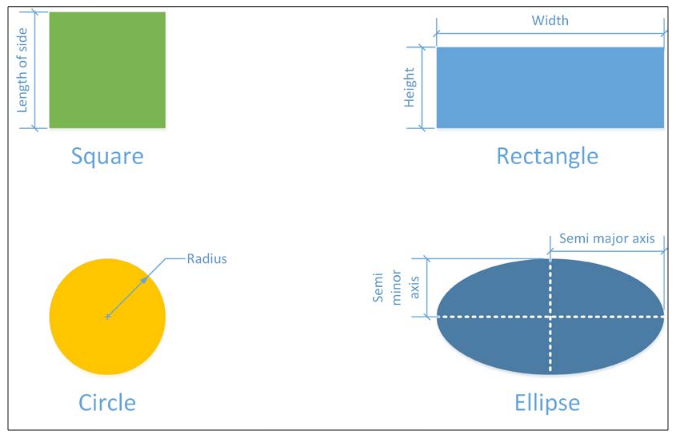 Width
Length of side
Height
Square
Rectangle
Semi major axis
Radius
Semi
minor
axis
Circle
Ellipse